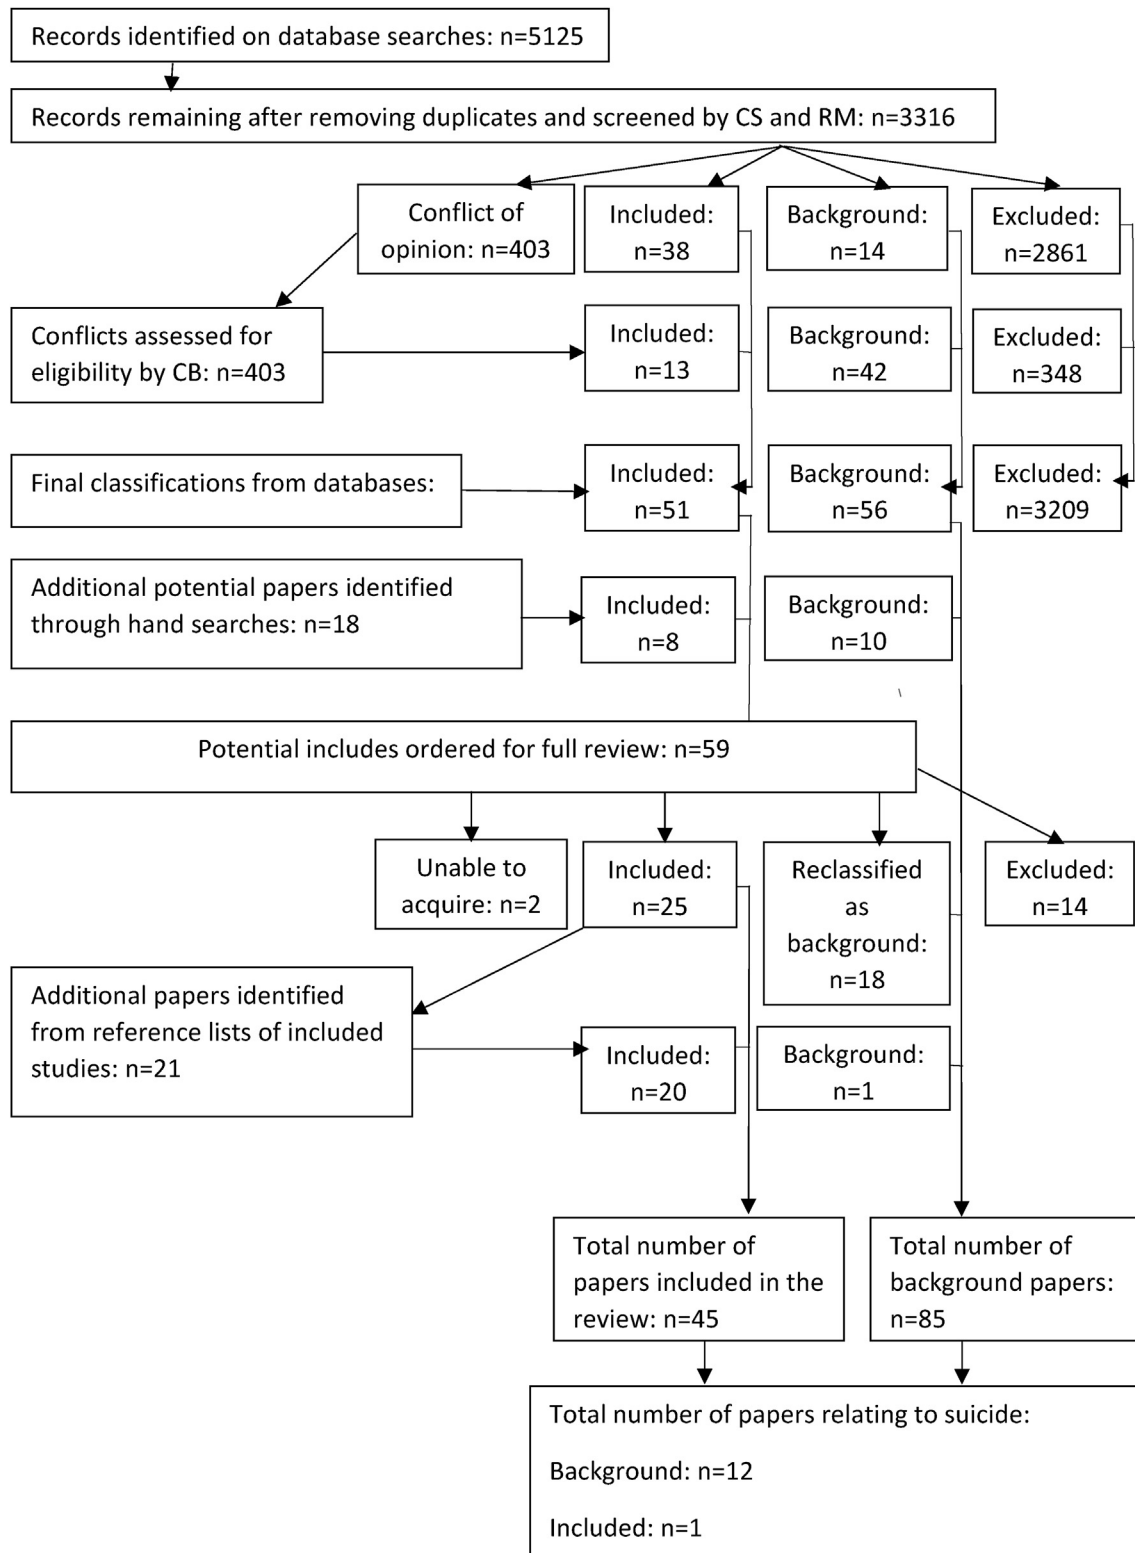 Records identified on database searches: n=5125
Records remaining after removing duplicates and screened by CS and RM: n=3316
Conflict of
opinion: n=403
Included:
n=38
Background:
n=14
Excluded:
n=2861
Conflicts assessed for
eligibility by CB: n=403
Included:
n=13
Background:
n=42
Excluded:
n=348
Final classifications from databases:
Included:
n=51
Background:
n=56
Excluded:
n=3209
Additional potential papers identified
through hand searches: n=18
Included:
n=8
Background:
n=10
Potential includes ordered for full review: n=59
Unable to
acquire: n=2
Included:
n=25
Reclassified
as
background:
n=18
Excluded:
n=14
Additional papers identified
from reference lists of included
studies: n=21
Included:
n=20
Background:
n=1
Total number of
papers included in the
review: n=45
Total number of
background papers:
n=85
Total number of papers relating to suicide:
Background: n=12
Included: n=1